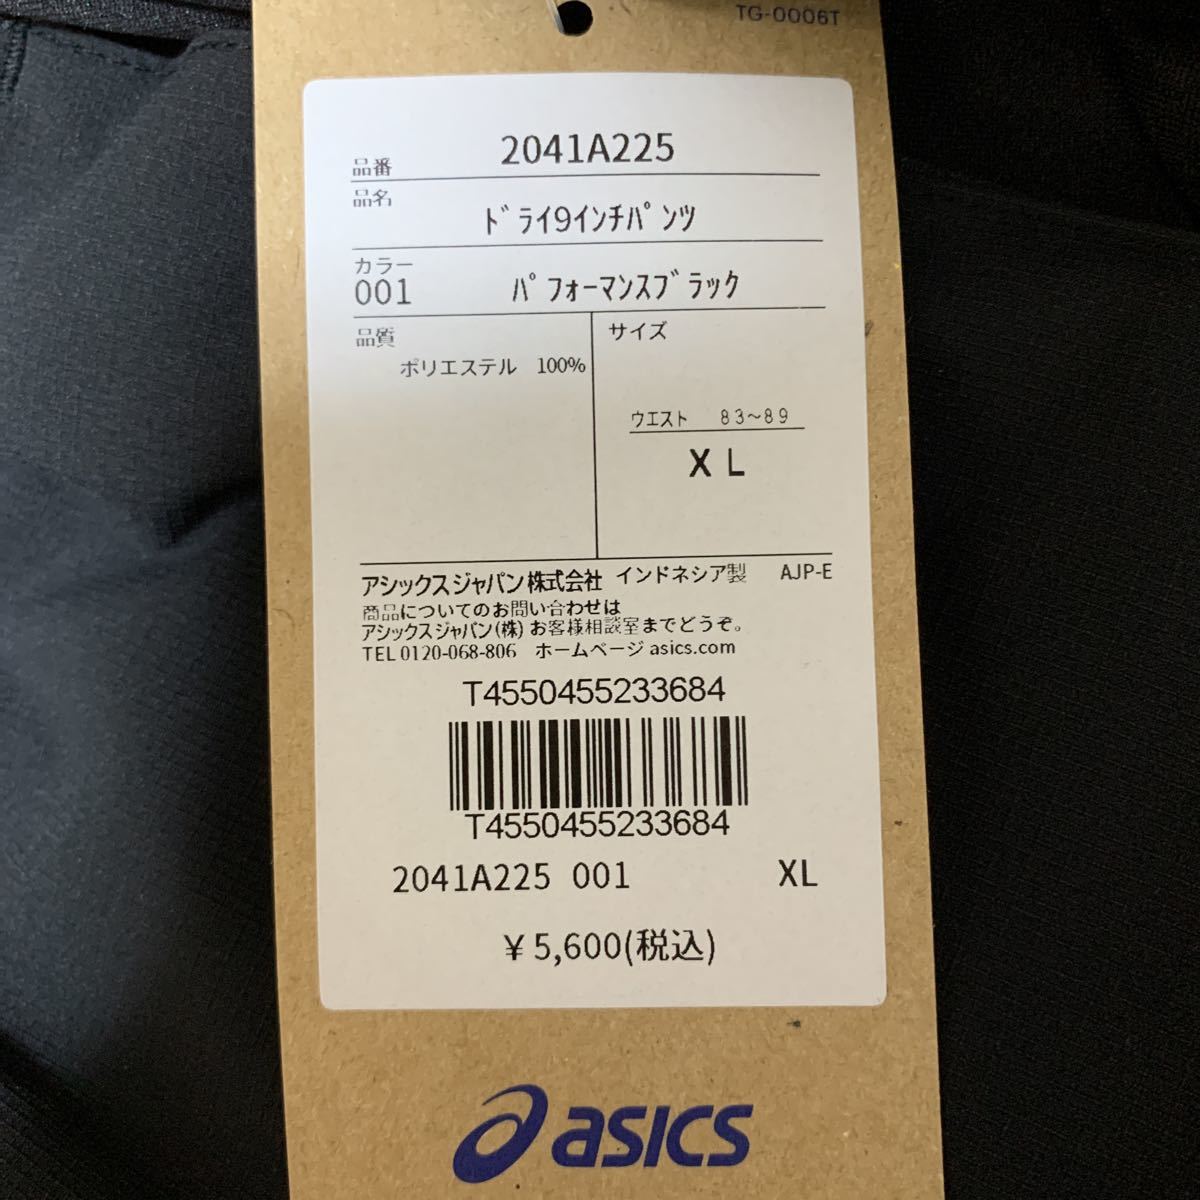 TG-0006T
品番 2041A225
品名
ﾄﾞﾗｲ9ｲﾝﾁﾊﾟﾝﾂ
カラー
001 ﾊﾟﾌｫｰﾏﾝｽﾌﾞﾗｯｸ
品質
ポリエステル 100%
サイズ
ウエスト 83~89
XL
アシックスジャパン株式会社 インドネシア製 AJP-E
商品についてのお問い合わせは
アシックスジャパン(株)お客様相談室までどうぞ。
TEL 0120-068-806 ホームページ asics.com
T4550455233684
T4550455233684
2041A225 001 XL
¥5,600(税込)
asics